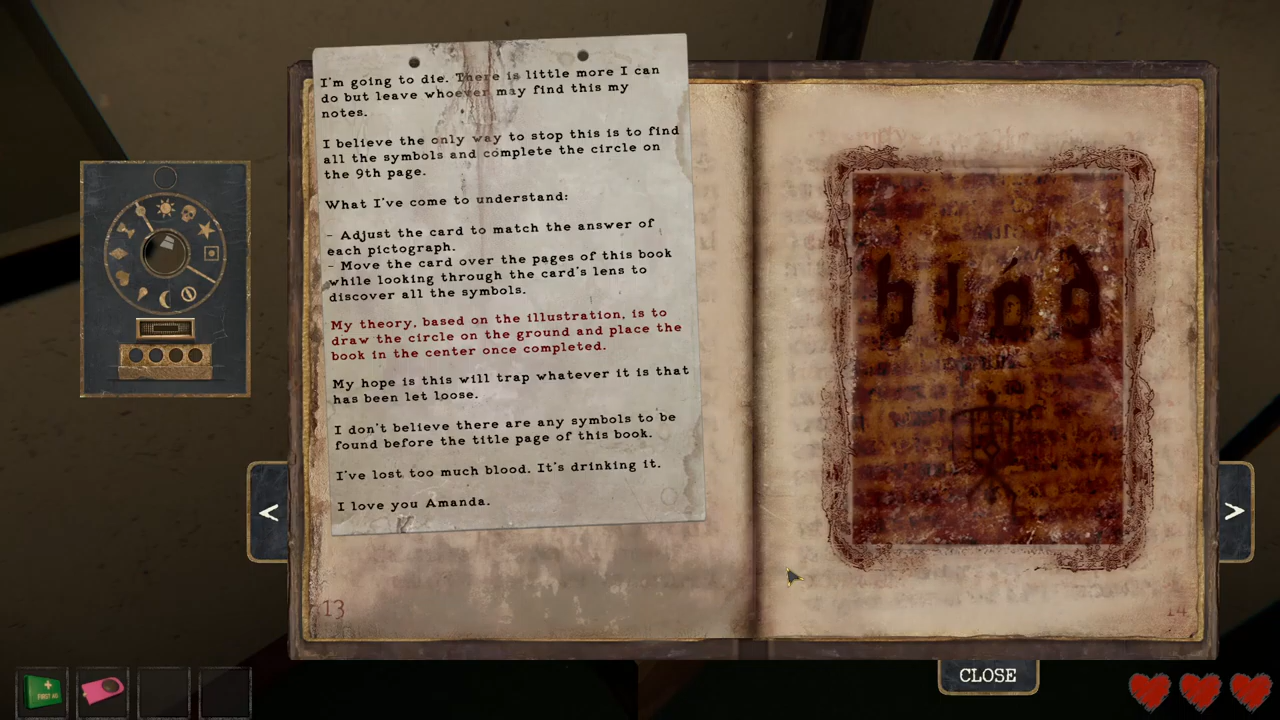 I'm going to die. There is little more I can
do but leave whoever may find this my
notes.
I believe the only way to stop this is to find
all the symbols and complete the circle on
the 9th page.
What I've come to understand:
- Adjust the card to match the answer of
each pictograph.
- Move the card over the pages of this book
while looking through the card's lens to
discover all the symbols.
My theory, based on the illustration, is to
draw the circle on the ground and place the
book in the center once completed.
My hope is this will trap whatever it is that
has been let loose.
I don't believe there are any symbols to be
found before the title page of this book.
I've lost too much blood. It's drinking it.
I love you Amanda.
13
14
<
>
CLOSE
FIRST AID